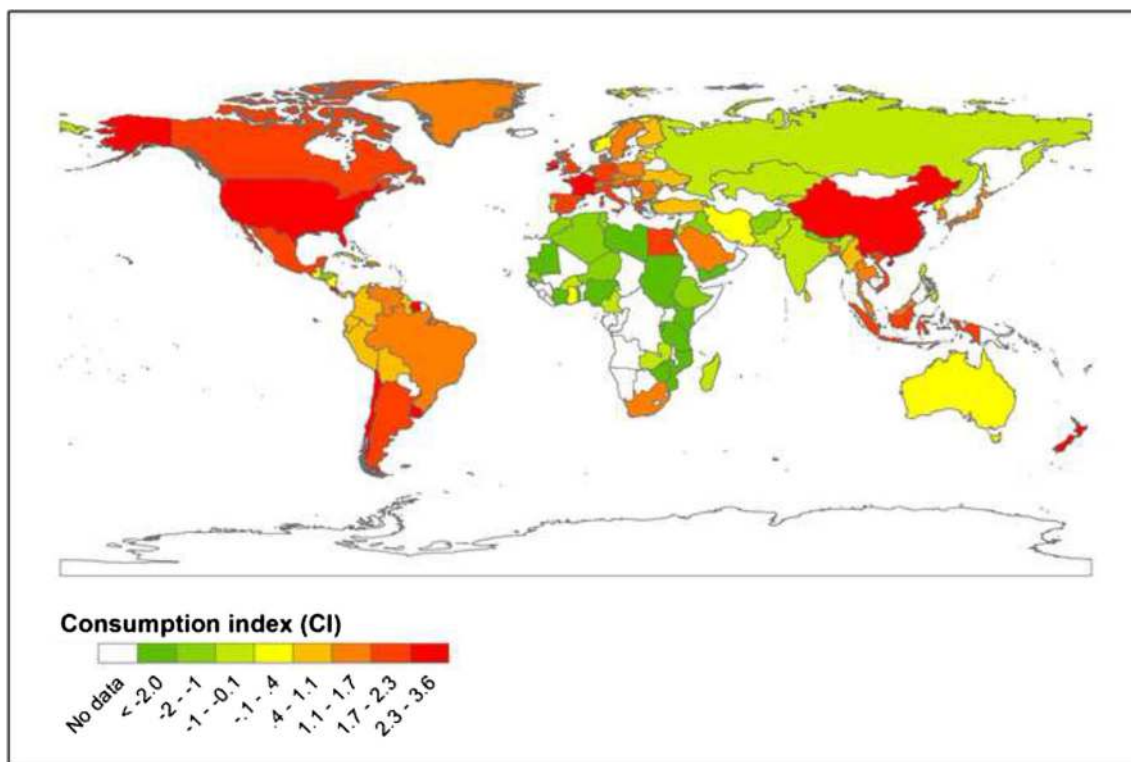 Consumption index (CI)
No data
< -2.0
-2 - -1
-1 - -0.1
-.1 - .4
.4 - 1.1
1.1 - 1.7
1.7 - 2.3
2.3 - 3.6